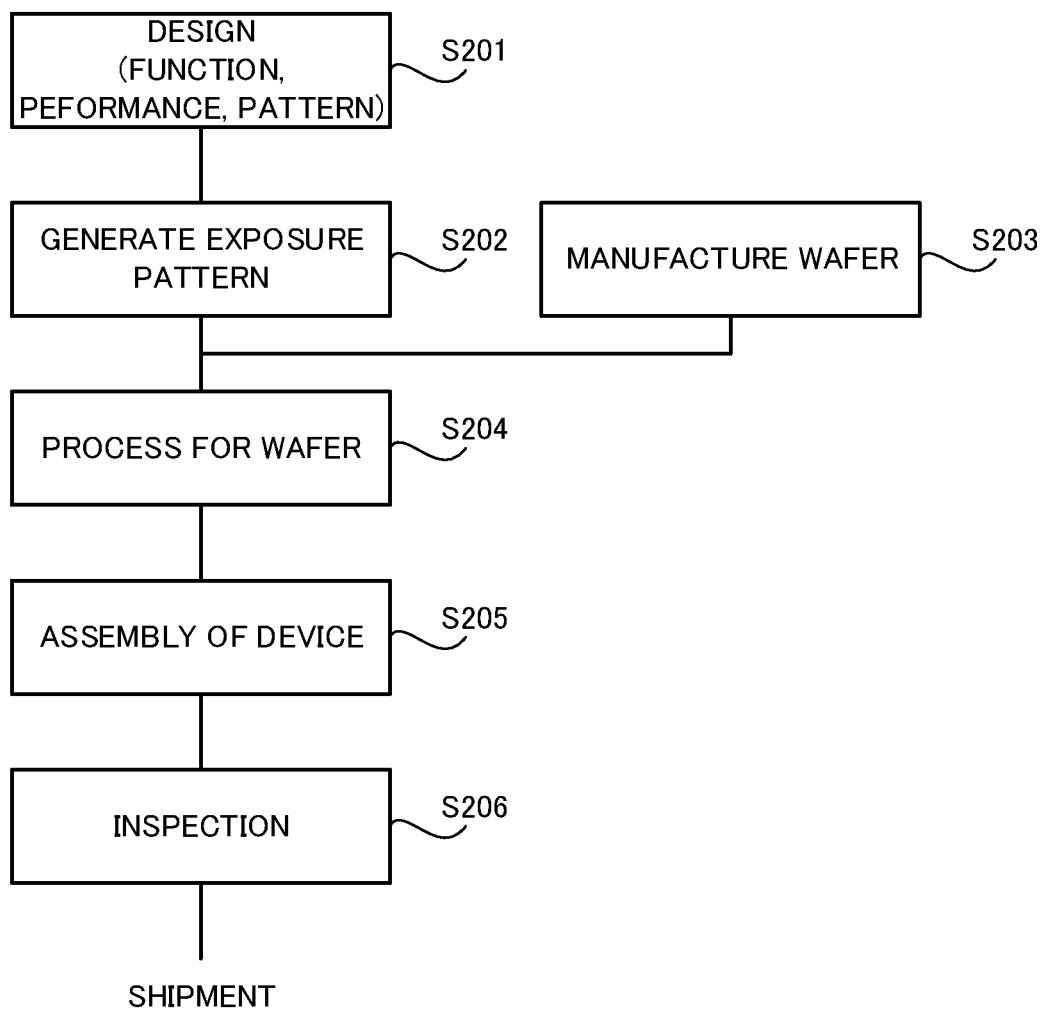 DESIGN
(FUNCTION,
PEFORMANCE, PATTERN)
S201
GENERATE EXPOSURE
PATTERN
S202
MANUFACTURE WAFER
S203
PROCESS FOR WAFER
S204
ASSEMBLY OF DEVICE
S205
INSPECTION
S206
SHIPMENT